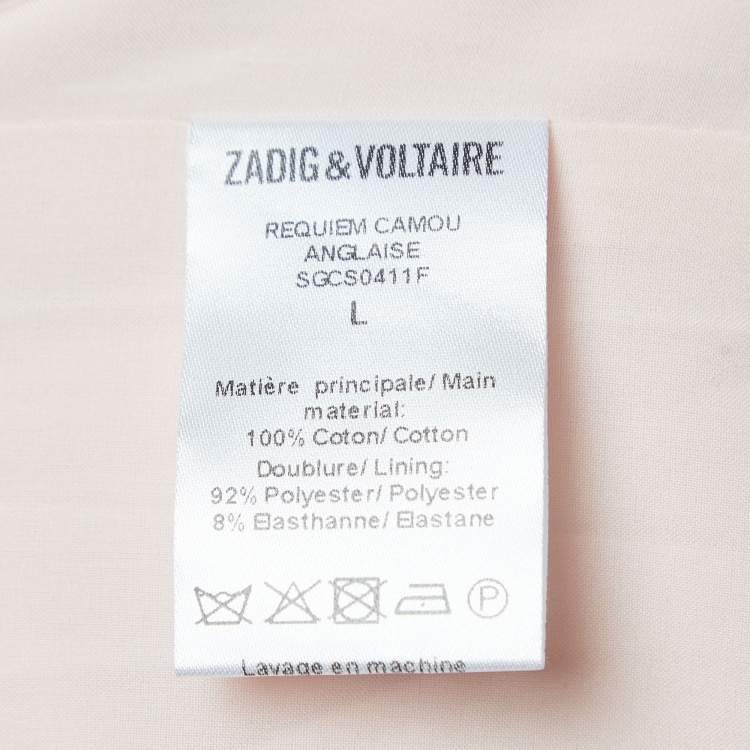 ZADIG & VOLTAIRE
REQUIEM CAMOU
ANGLAISE
SGCS0411F
L
Matière principale/ Main
material:
100% Coton/ Cotton
Doublure/ Lining:
92% Polyester/ Polyester
8% Elasthanne/ Elastane
P
Lavage en machine